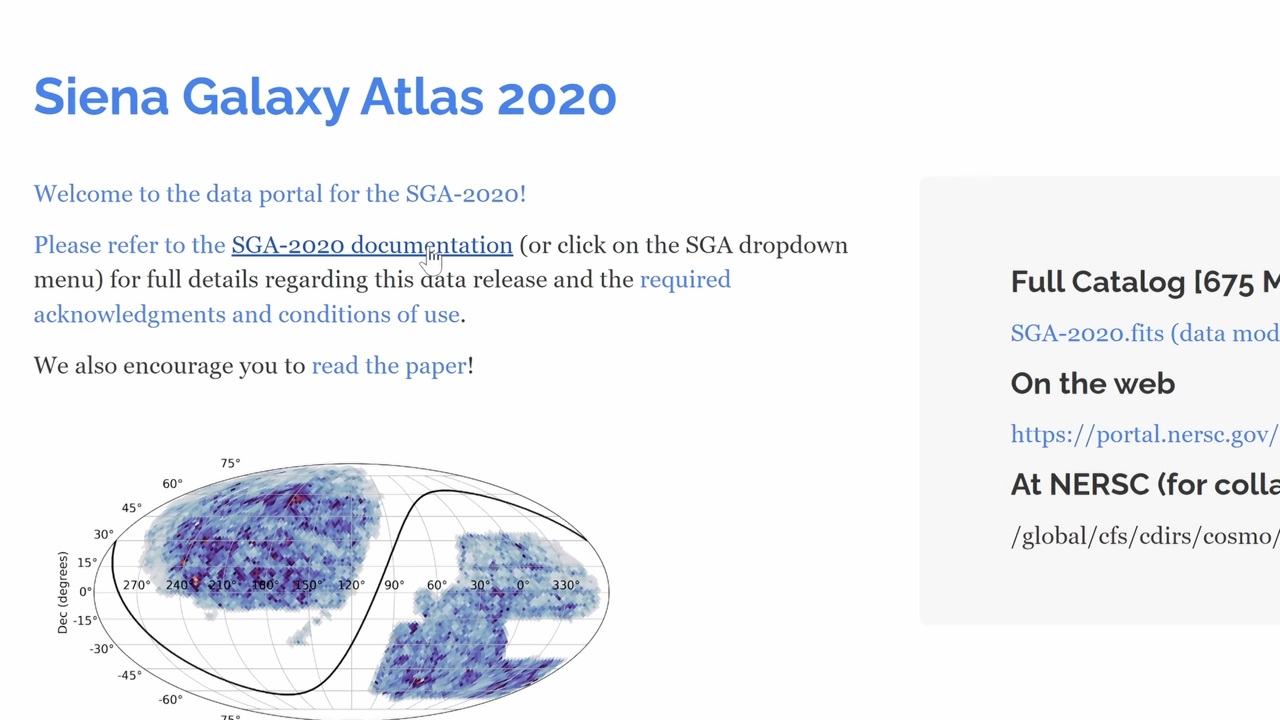 Siena Galaxy Atlas 2020
Welcome to the data portal for the SGA-2020!
Please refer to the SGA-2020 documentation (or click on the SGA dropdown
menu) for full details regarding this data release and the required
acknowledgments and conditions of use.
We also encourage you to read the paper!
Full Catalog [675 M
SGA-2020.fits (data mod
On the web
https://portal.nersc.gov/
At NERSC (for colla
/global/cfs/cdirs/cosmo/
75°
60°
45°
30°
15°
0°
-15°
-30°
-45°
-60°
75°
Dec (degrees)
270° 240° 210° 180° 150° 120° 90° 60° 30° 0° 330°